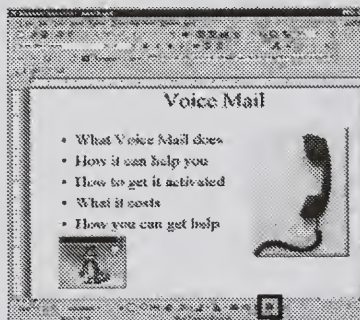 Voice Mail
• What Voice Mail does
• How it can help you
• How to get it activated
• What it costs
• How you can get help